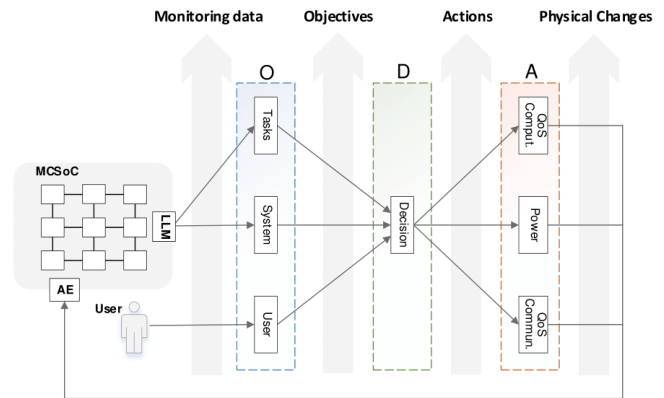 Monitoring data
Objectives
Actions
Physical Changes
O
D
A
Tasks
QoS
Comput.
MCSoC
LLM
System
Decision
Power
AE
User
User
QoS
Commun.